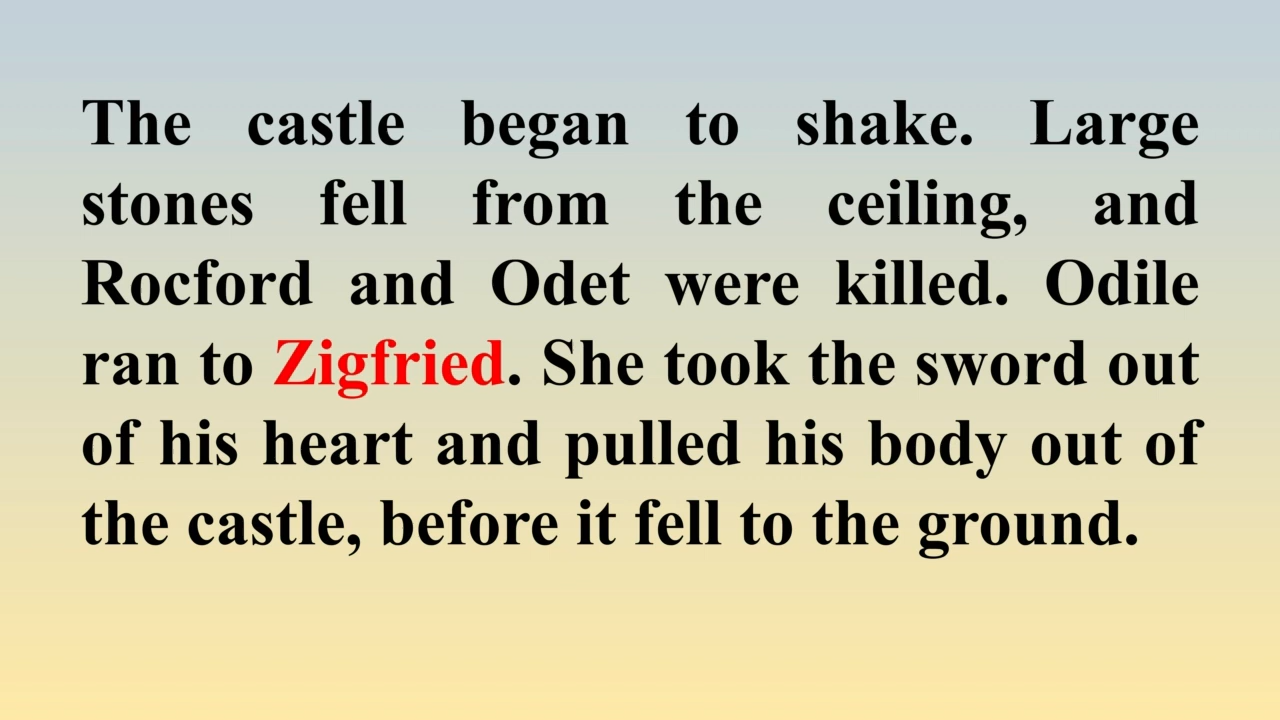 The castle began to shake. Large
stones fell from the ceiling, and
Rocford and Odet were killed. Odile
ran to Zigfried. She took the sword out
of his heart and pulled his body out of
the castle, before it fell to the ground.